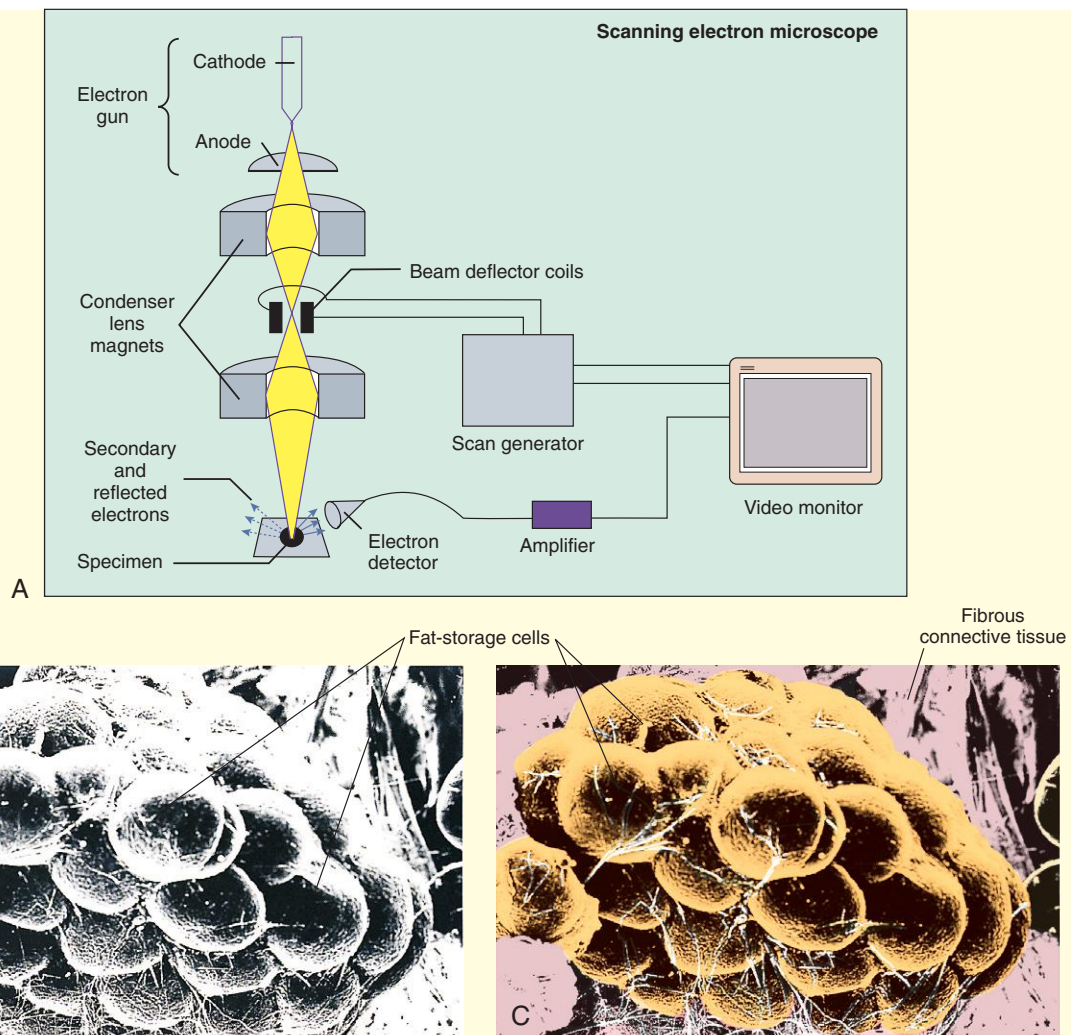 Scanning electron microscope
Cathode
Electron
gun
Anode
Beam deflector coils
Condenser
lens
magnets
Scan generator
Secondary
and
reflected
electrons
Video monitor
Electron
detector
Amplifier
Specimen
A
Fibrous
connective tissue
Fat-storage cells
C